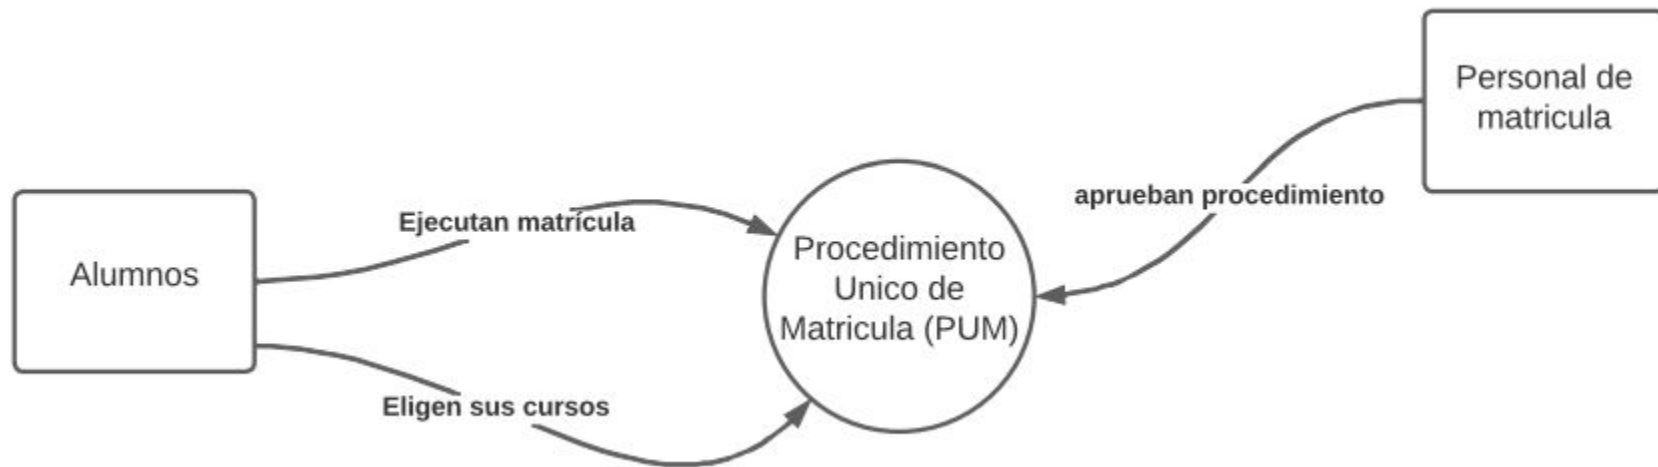 Personal de
matricula
aprueban procedimiento
Ejecutan matrícula
Procedimiento
Unico de
Matricula (PUM)
Alumnos
Eligen sus cursos